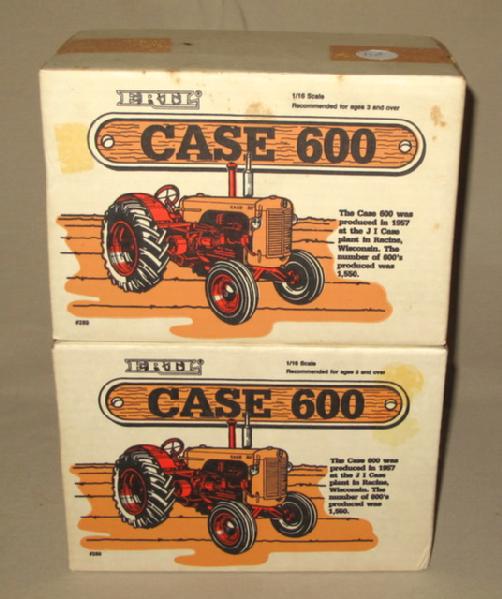 ERTL®
1/16 Scale
Recommended for ages 3 and over
CASE 600
The Case 600 was
produced in 1957
at the J I Case
plant in Racine,
Wisconsin. The
number of 600's
produced was
1,550.
#289
ERTL®
1/16 Scale
Recommended for ages 3 and over
CASE 600
The Case 600 was
produced in 1957
at the J I Case
plant in Racine,
Wisconsin. The
number of 600's
produced was
1,550.
#289